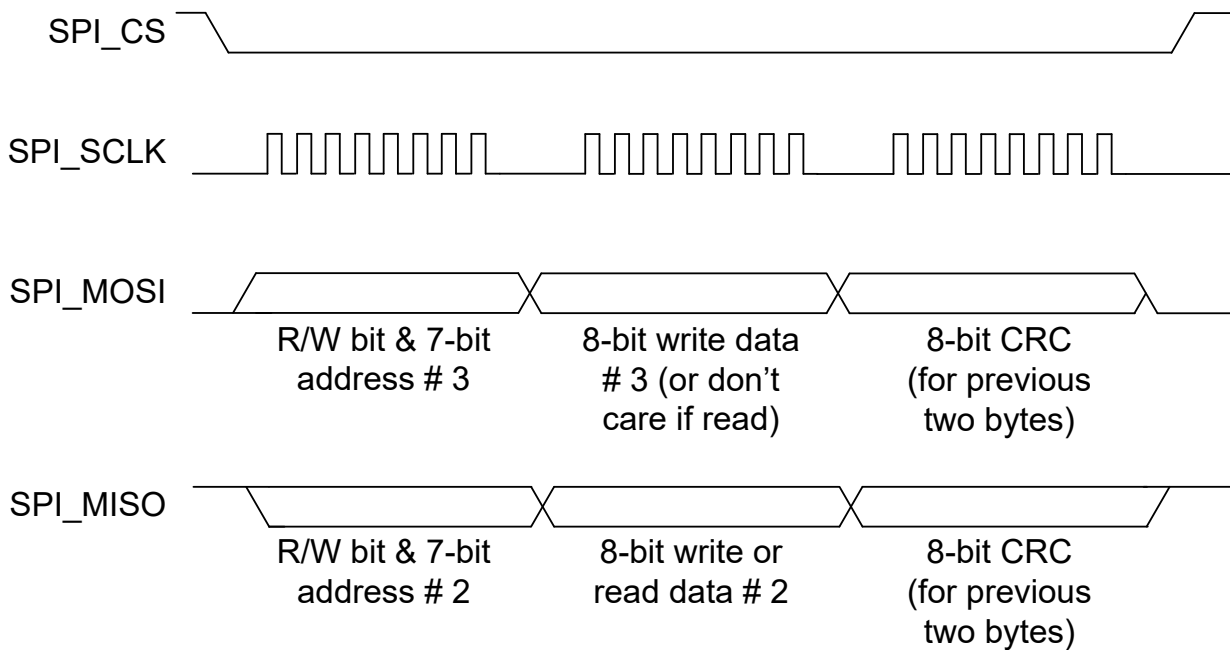 SPI_CS
SPI_SCLK
SPI_MOSI
R/W bit & 7-bit
address # 3
8-bit write data
# 3 (or don’t
care if read)
8-bit CRC
(for previous
two bytes)
SPI_MISO
R/W bit & 7-bit
address # 2
8-bit write or
read data # 2
8-bit CRC
(for previous
two bytes)